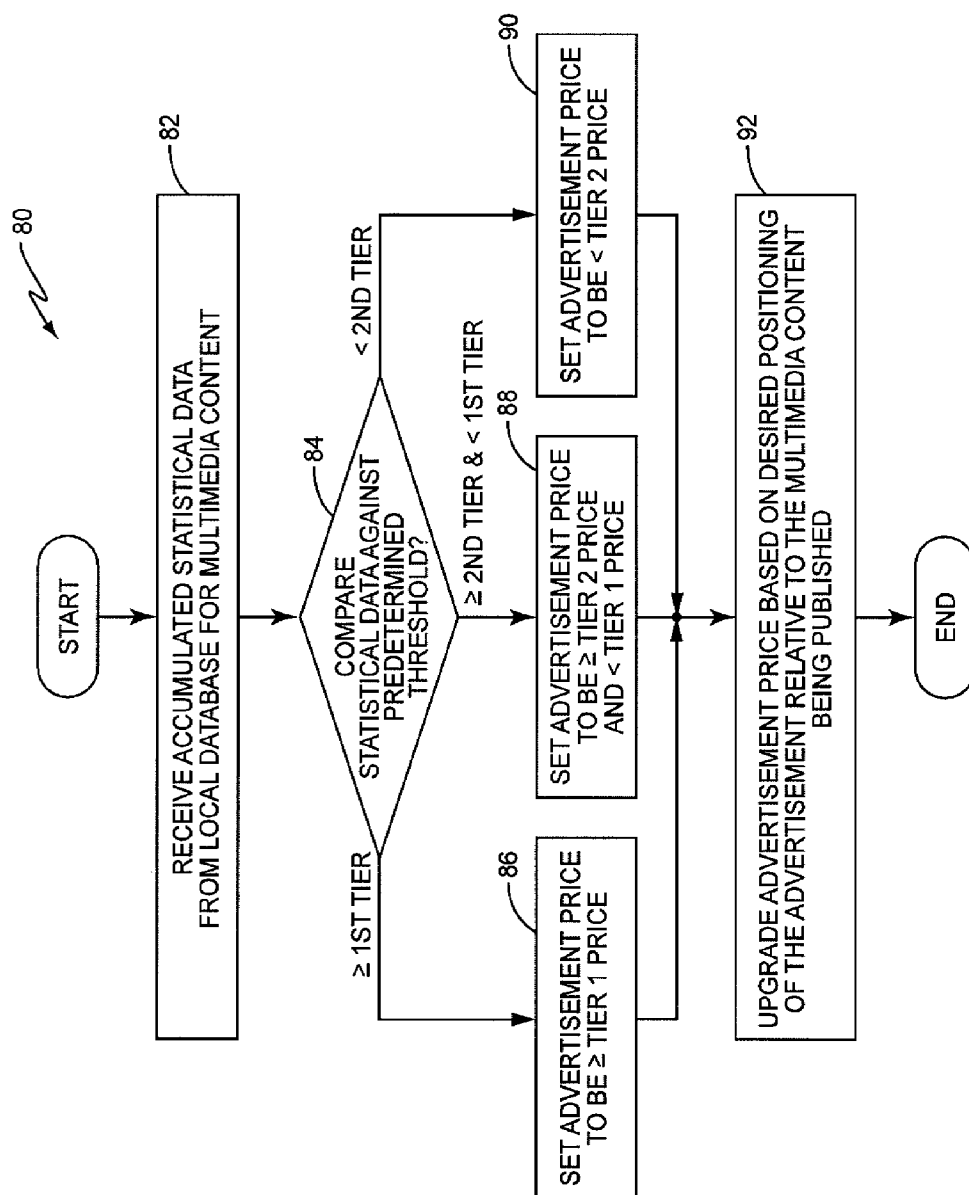 80
START
82
RECEIVE ACCUMULATED STATISTICAL DATA
FROM LOCAL DATABASE FOR MULTIMEDIA CONTENT
84
COMPARE
STATISTICAL DATAAGAINST
PREDETERMINED
THRESHOLD?
≥ 1ST TIER
≥ 2ND TIER & < 1ST TIER
< 2ND TIER
86
SET ADVERTISEMENT PRICE
TO BE ≥ TIER 1 PRICE
88
SET ADVERTISEMENT PRICE
TO BE ≥ TIER 2 PRICE
AND < TIER 1 PRICE
90
SET ADVERTISEMENT PRICE
TO BE < TIER 2 PRICE
92
UPGRADE ADVERTISEMENT PRICE BASED ON DESIRED POSITIONING
OF THE ADVERTISEMENT RELATIVE TO THE MULTIMEDIA CONTENT
BEING PUBLISHED
END